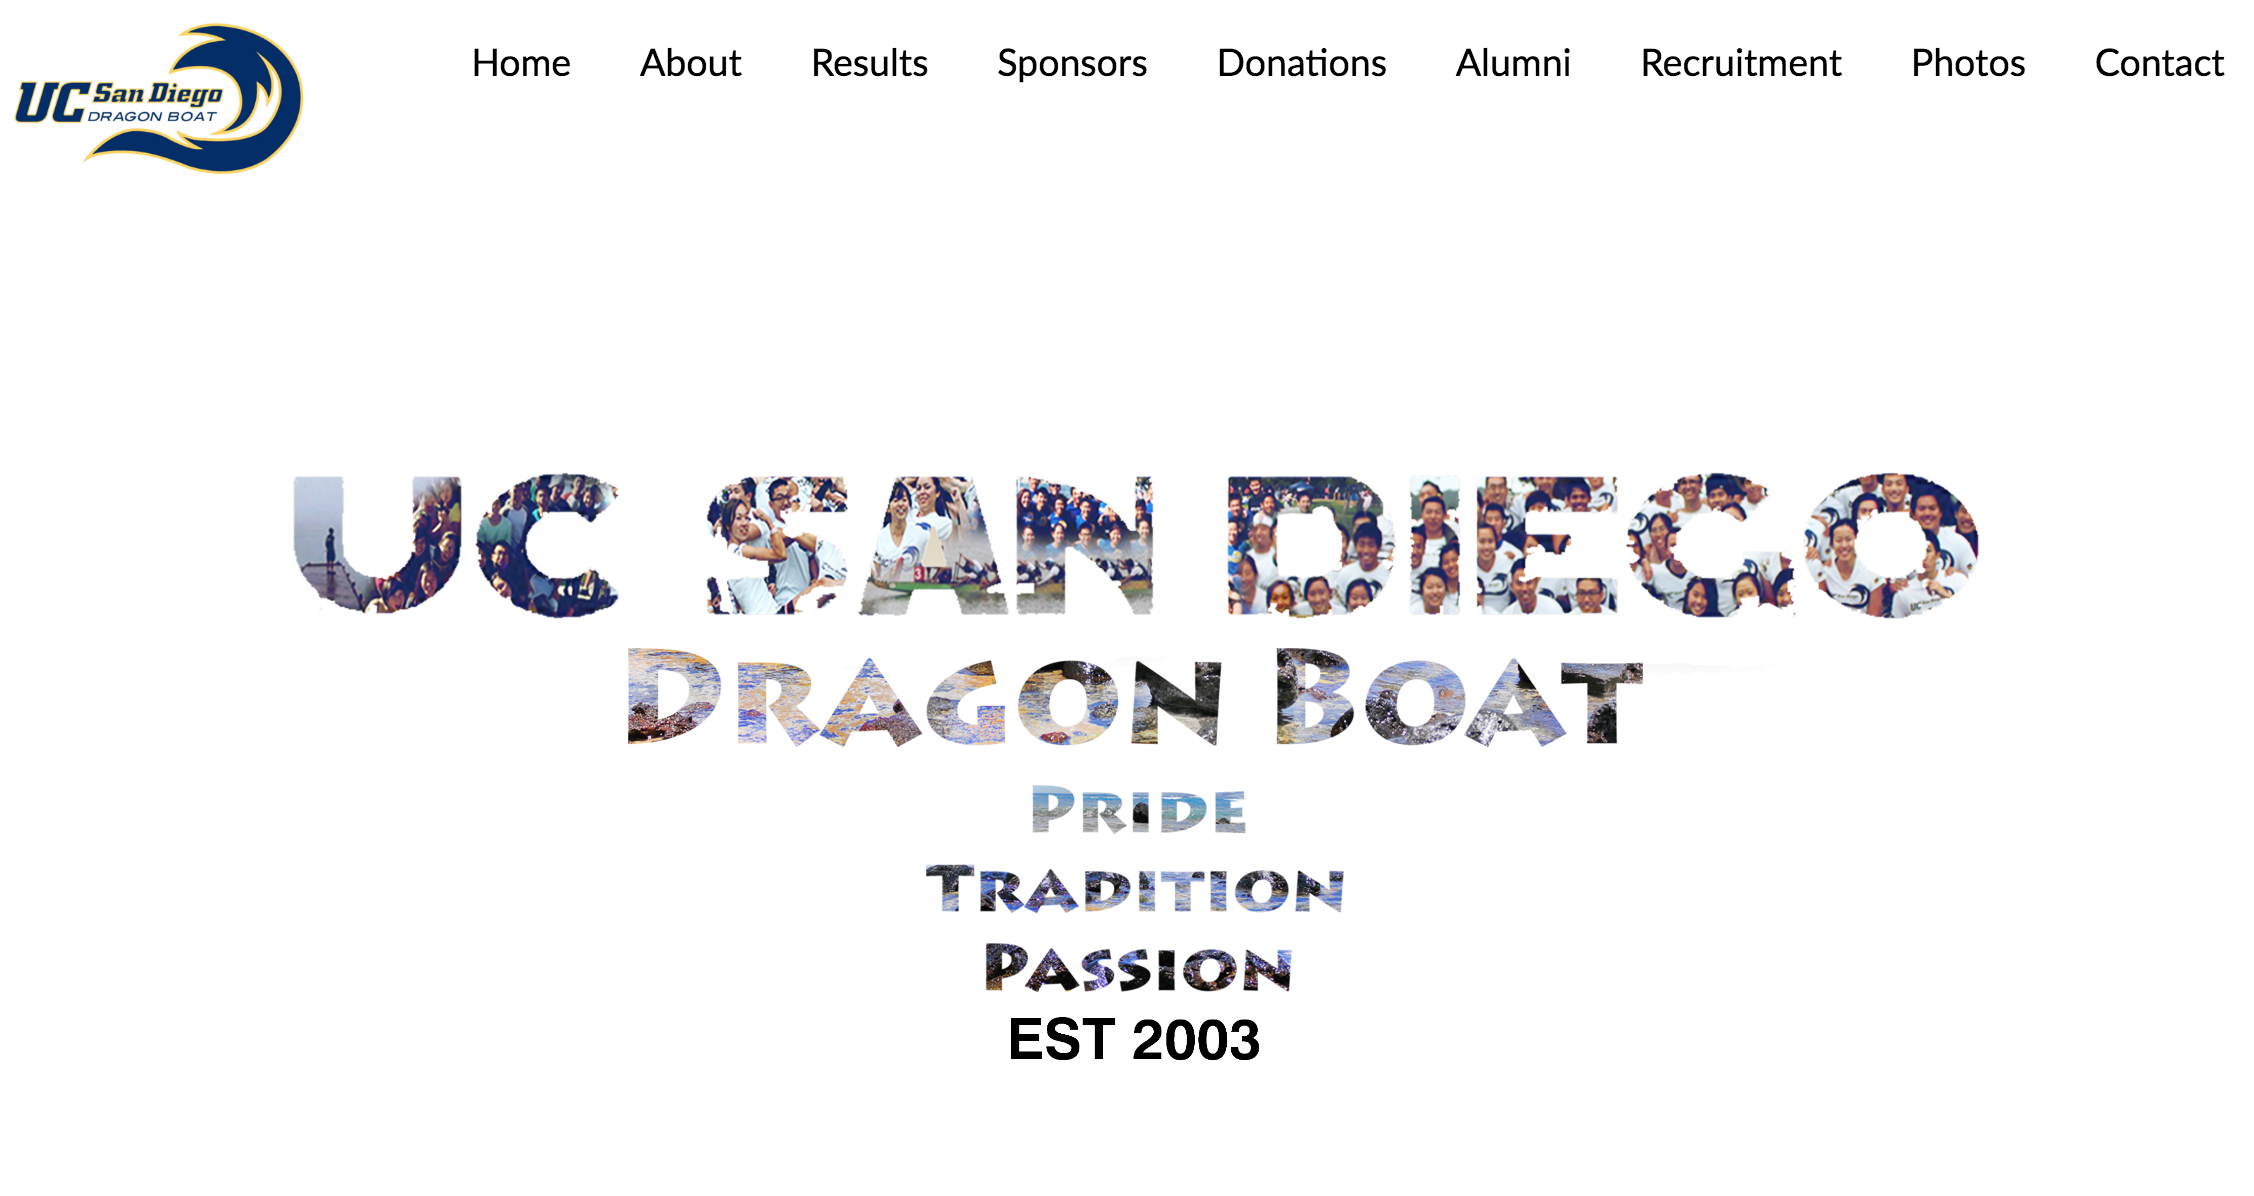 UC San Diego
DRAGON BOAT
Home About Results Sponsors Donations Alumni Recruitment Photos Contact
UC SAN DIEGO
DRAGON BOAT
PRIDE
TRADITION
PASSION
EST 2003